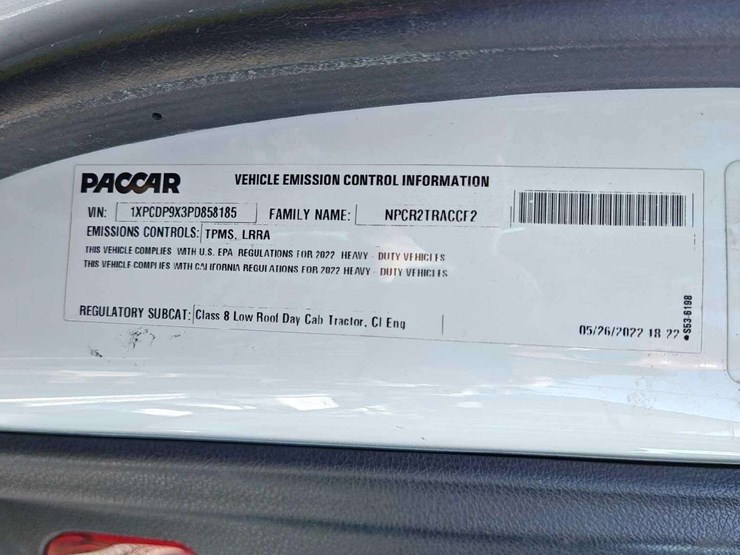 PACCAR VEHICLE EMISSION CONTROL INFORMATION
VIN: 1XPCDP9X3PD858185 FAMILY NAME: NPCR2TRACCF2
EMISSIONS CONTROLS: TPMS, LRRA
THIS VEHICLE COMPLIES WITH U.S. EPA REGULATIONS FOR 2022 HEAVY - DUTY VEHICLES
THIS VEHICLE COMPLIES WITH CALIFORNIA REGULATIONS FOR 2022 HEAVY - DUTY VEHICLES
REGULATORY SUBCAT: Class 8 Low Roof Day Cab Tractor, CI Eng
05/26/2022 18 22
S53-6198